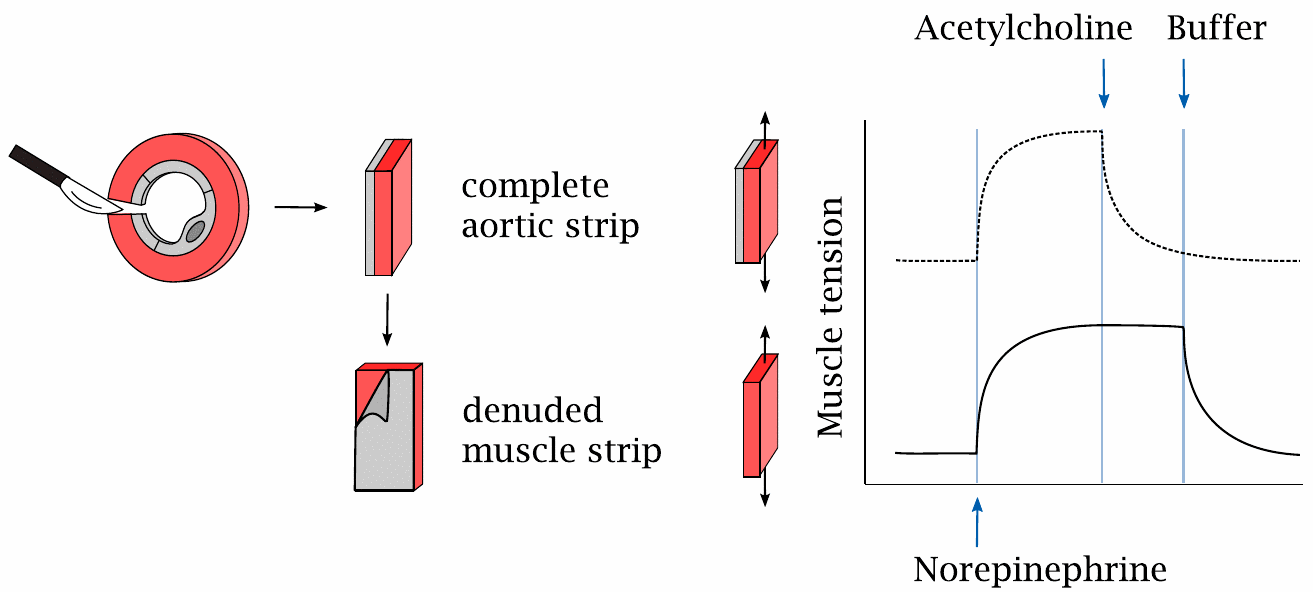 Acetylcholine
Buffer
complete
aortic strip
denuded
muscle strip
Muscle tension
Norepinephrine